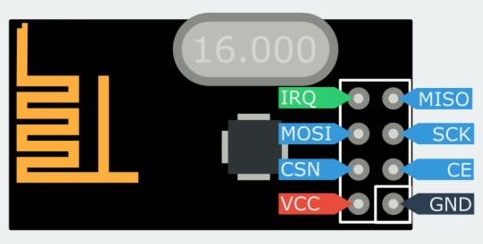 16.000
IRQ MISO
MOSI SCK
CSN CE
VCC GND